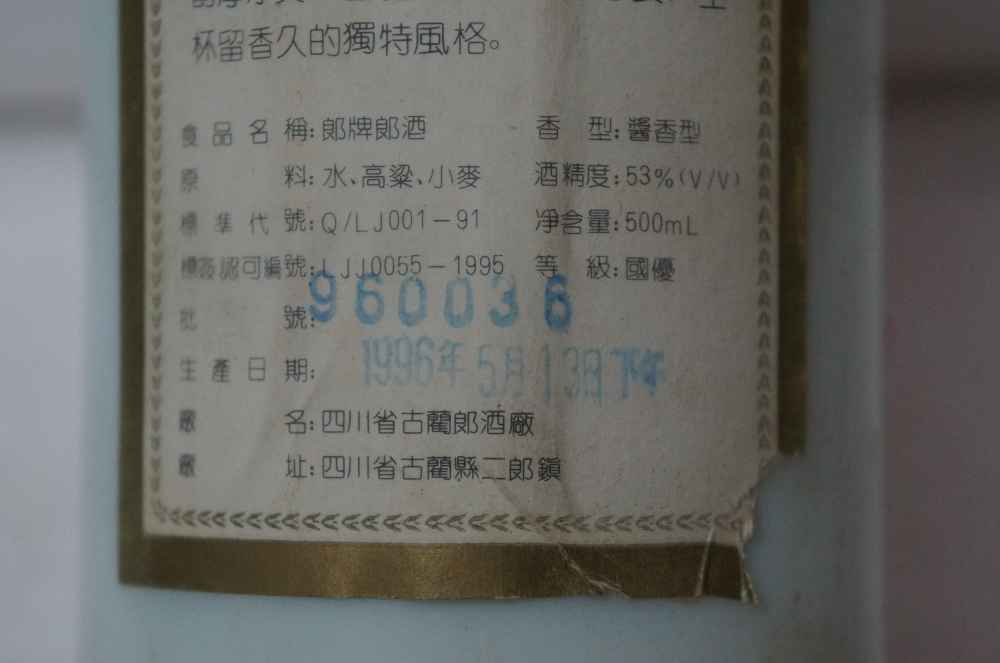 杯留香久的獨特風格。
食品名稱:郎牌郎酒 香型:醬香型
原料:水、高粱、小麥 酒精度:53%(V/V)
標準代號:Q/LJ001-91 净含量:500mL
標簽認可編號:LJJ0055-1995 等級:國優
批號:960036
生產日期:1996年5月13日下午
廠名:四川省古藺郎酒廠
廠址:四川省古藺縣二郎鎮